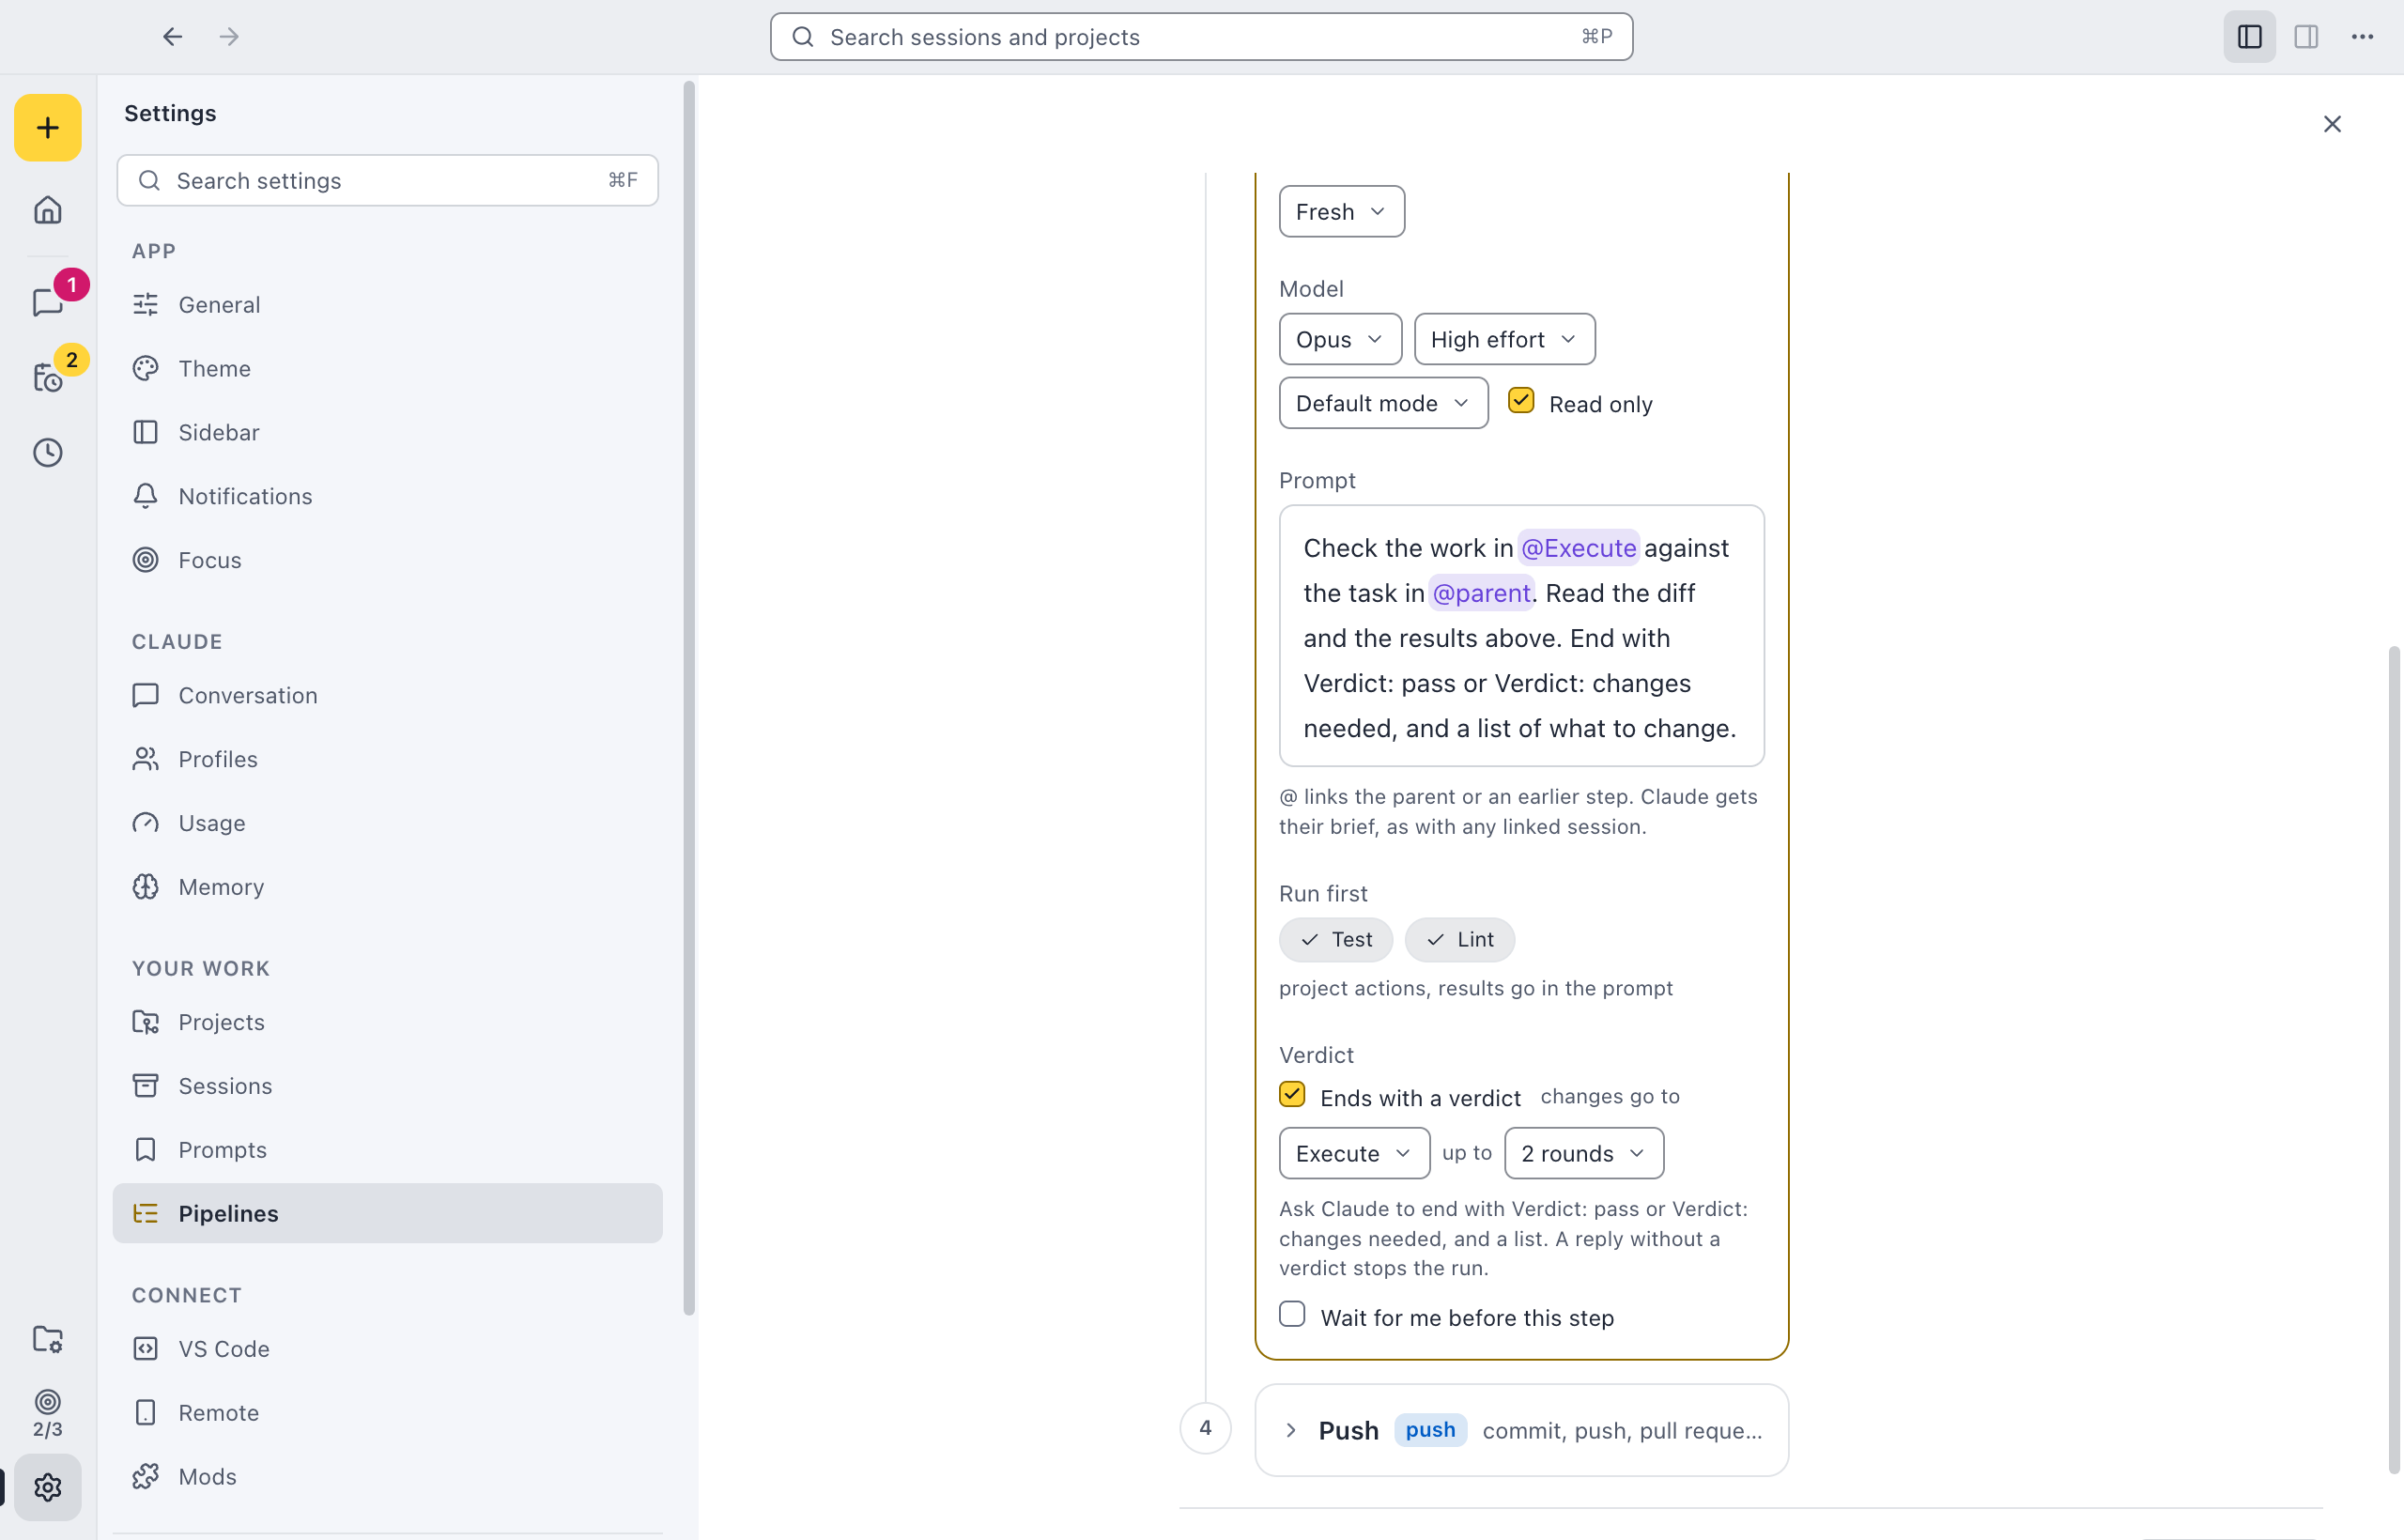 Search sessions and projects
⌘P
Settings
Search settings
⌘F
1
2
2/3
APP
General
Theme
Sidebar
Notifications
Focus
CLAUDE
Conversation
Profiles
Usage
Memory
YOUR WORK
Projects
Sessions
Prompts
Pipelines
CONNECT
VS Code
Remote
Mods
Fresh
Model
Opus
High effort
Default mode
Read only
Prompt
Check the work in @Execute against
the task in @parent. Read the diff
and the results above. End with
Verdict: pass or Verdict: changes
needed, and a list of what to change.
@ links the parent or an earlier step. Claude gets
their brief, as with any linked session.
Run first
Test
Lint
project actions, results go in the prompt
Verdict
Ends with a verdict changes go to
Execute up to 2 rounds
Ask Claude to end with Verdict: pass or Verdict:
changes needed, and a list. A reply without a
verdict stops the run.
Wait for me before this step
4
Push push commit, push, pull reque...